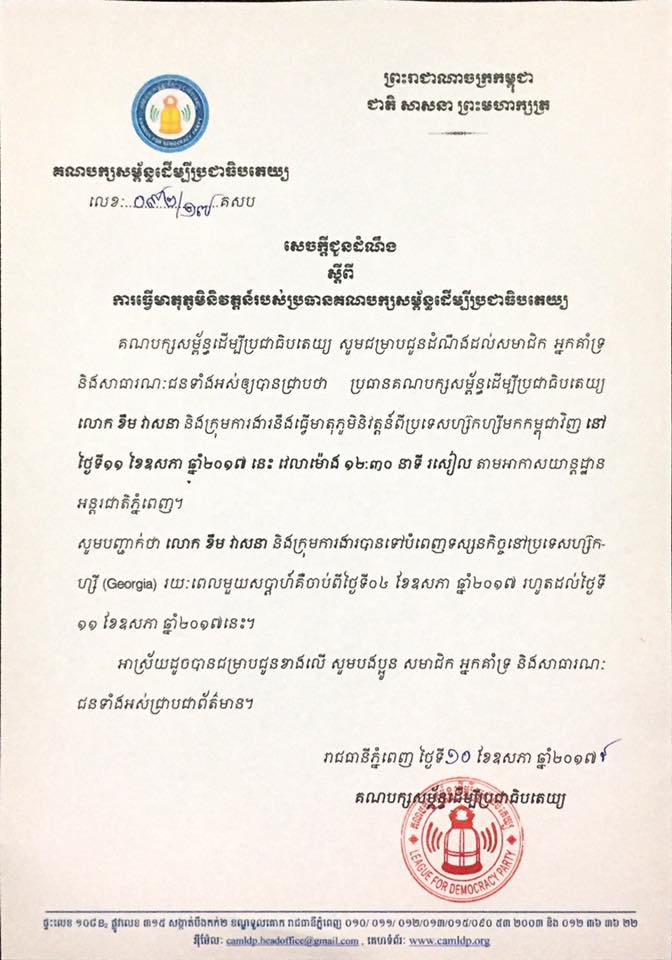 ព្រះរាជាណាចក្រកម្ពុជា
ជាតិ សាសនា ព្រះមហាក្សត្រ
LEAGUE FOR DEMOCRACY PARTY
គណបក្សសម្ព័ន្ធដើម្បីប្រជាធិបតេយ្យ
លេខៈ...០៩២/១៧...គសប
សេចក្ដីជូនដំណឹង
ស្ដីពី
ការធ្វើមាតុភូមិនិវត្តន៍របស់ប្រធានគណបក្សសម្ព័ន្ធដើម្បីប្រជាធិបតេយ្យ
គណបក្សសម្ព័ន្ធដើម្បីប្រជាធិបតេយ្យ សូមជម្រាបជូនដំណឹងដល់សមាជិក អ្នកគាំទ្រ
និងសាធារណៈជនទាំងអស់ឲ្យបានជ្រាបថា ប្រធានគណបក្សសម្ព័ន្ធដើម្បីប្រជាធិបតេយ្យ
លោក ខឹម វាសនា និងក្រុមការងារនឹងធ្វើមាតុភូមិនិវត្តន៍ពីប្រទេសហ្ស៊កហ្ស៊ីមកកម្ពុជាវិញ នៅ
ថ្ងៃទី១១ ខែឧសភា ឆ្នាំ២០១៧ នេះ វេលាម៉ោង ១២:៣០ នាទី រសៀល តាមអាកាសយាន្តដ្ឋាន
អន្តរជាតិភ្នំពេញ។
សូមបញ្ជាក់ថា លោក ខឹម វាសនា និងក្រុមការងារបានទៅបំពេញទស្សនកិច្ចនៅប្រទេសហ្ស៊ក-
ហ្ស៊ី (Georgia) រយៈពេលមួយសប្ដាហ៍គឺចាប់ពីថ្ងៃទី០៤ ខែឧសភា ឆ្នាំ២០១៧ រហូតដល់ថ្ងៃទី
១១ ខែឧសភា ឆ្នាំ២០១៧នេះ។
អាស្រ័យដូចបានជម្រាបជូនខាងលើ សូមបងប្អូន សមាជិក អ្នកគាំទ្រ និងសាធារណៈ
ជនទាំងអស់ជ្រាបជាព័ត៌មាន។
រាជធានីភ្នំពេញ ថ្ងៃទី១០ ខែឧសភា ឆ្នាំ២០១៧
គណបក្សសម្ព័ន្ធដើម្បីប្រជាធិបតេយ្យ
LEAGUE FOR DEMOCRACY PARTY
ផ្ទះលេខ ១០៨B₂ ផ្លូវលេខ ៣១៥ សង្កាត់បឹងកក់២ ខណ្ឌទួលគោក រាជធានីភ្នំពេញ ០១០/ ០១១/ ០១២/០១៣/០១៥/០៩០ ៥៣ ២០០៣ និង ០១២ ៣៦ ៣៦ ២២
អ៊ីម៉ែល: camldp.headoffice@gmail.com , គេហទំព័រ: www.camldp.org